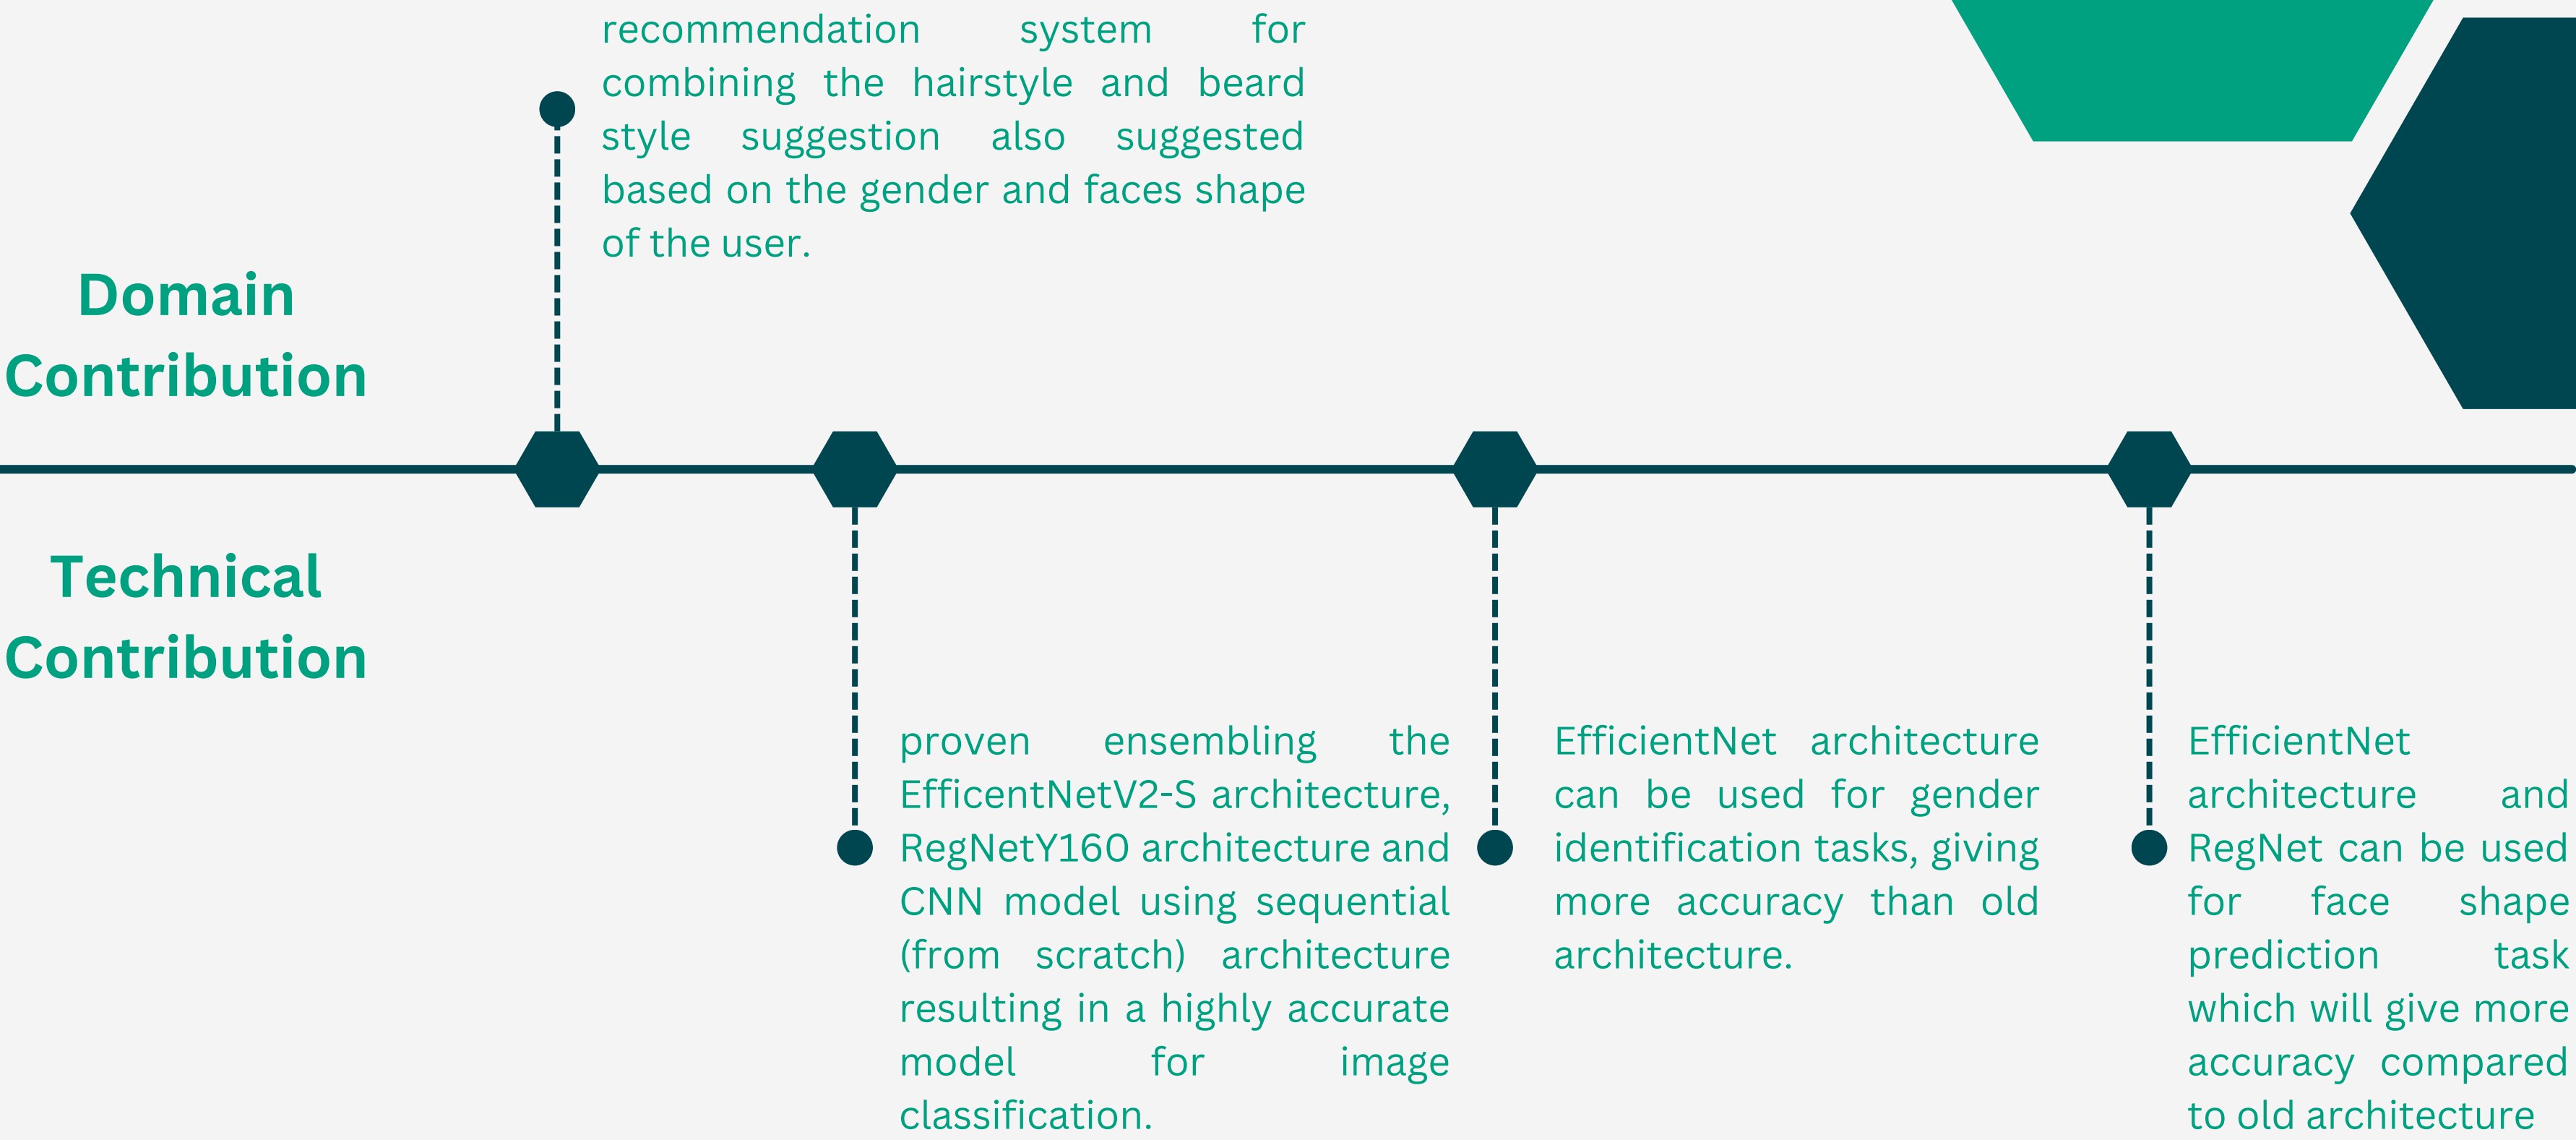 recommendation system for
combining the hairstyle and beard
style suggestion also suggested
based on the gender and faces shape
of the user.
Domain
Contribution
Technical
Contribution
proven ensembling the
EfficentNetV2-S architecture,
RegNetY160 architecture and
CNN model using sequential
(from scratch) architecture
resulting in a highly accurate
model for image
classification.
EfficientNet architecture
can be used for gender
identification tasks, giving
more accuracy than old
architecture.
EfficientNet
architecture and
RegNet can be used
for face shape
prediction task
which will give more
accuracy compared
to old architecture